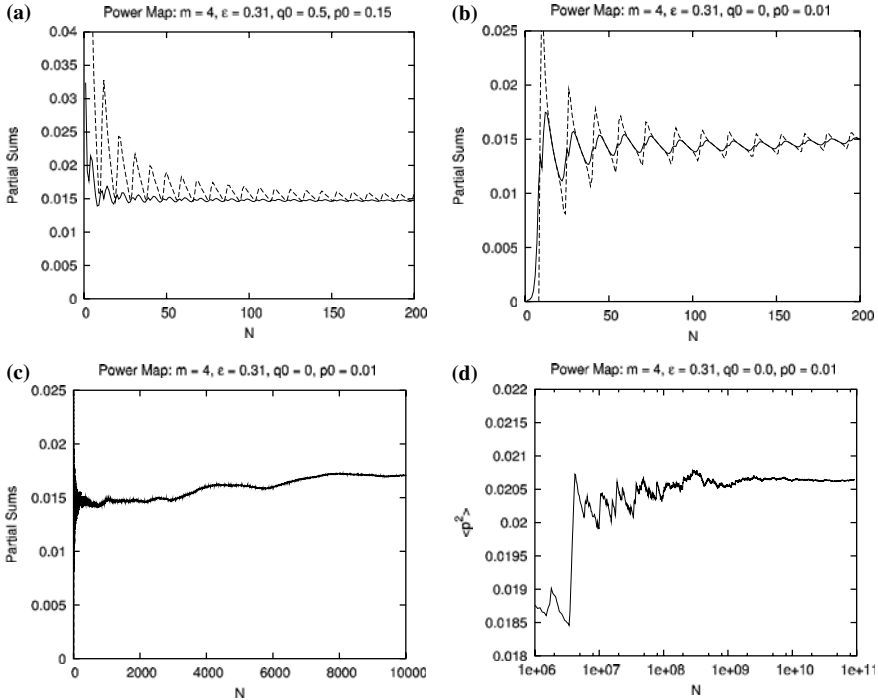 (a)
Power Map: m = 4, ε = 0.31, q0 = 0.5, p0 = 0.15
0.04
0.035
0.03
0.025
0.02
0.015
0.01
0.005
0
Partial Sums
0 50 100 150 200
N
(b)
Power Map: m = 4, ε = 0.31, q0 = 0, p0 = 0.01
0.025
0.02
0.015
0.01
0.005
0
Partial Sums
0 50 100 150 200
N
(c)
Power Map: m = 4, ε = 0.31, q0 = 0, p0 = 0.01
0.025
0.02
0.015
0.01
0.005
0
Partial Sums
0 2000 4000 6000 8000 10000
N
(d)
Power Map: m = 4, ε = 0.31, q0 = 0.0, p0 = 0.01
0.022
0.0215
0.021
0.0205
0.02
0.0195
0.019
0.0185
0.018
<p²>
1e+06 1e+07 1e+08 1e+09 1e+10 1e+11
N